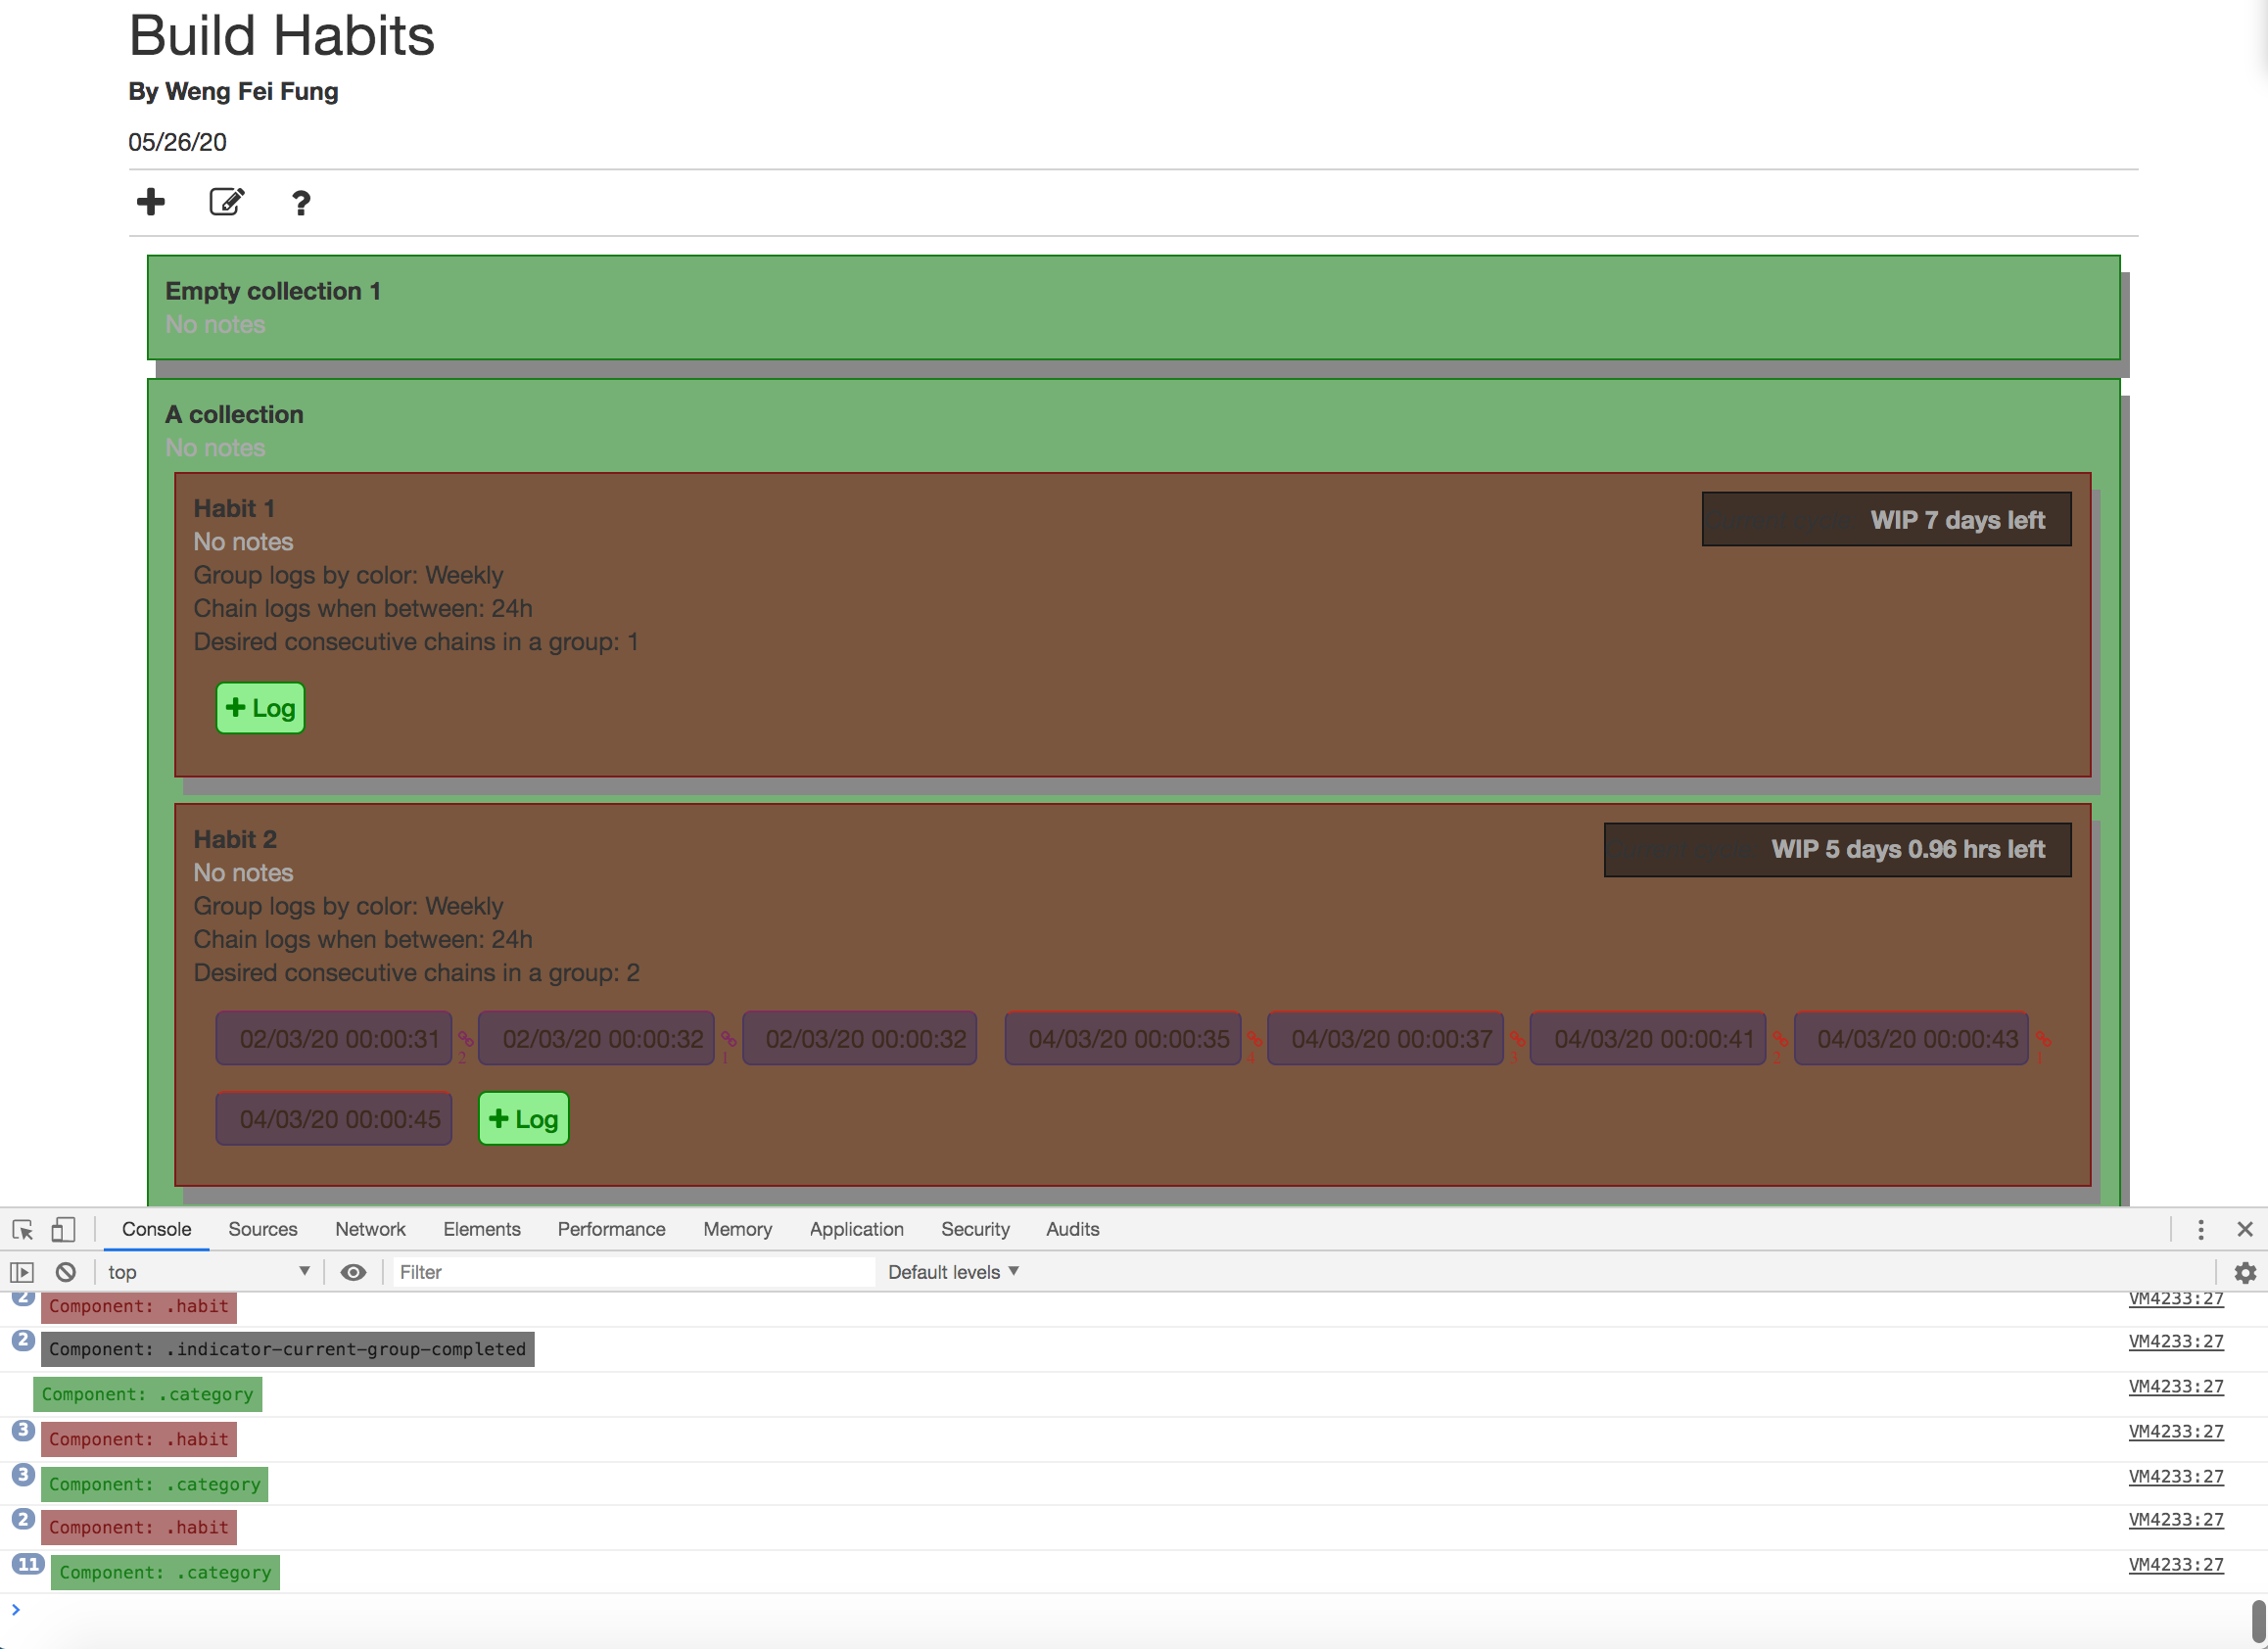 Build Habits
By Weng Fei Fung
05/26/20
?
Empty collection 1
No notes
A collection
No notes
Habit 1
WIP 7 days left
No notes
Group logs by color: Weekly
Chain logs when between: 24h
Desired consecutive chains in a group: 1
+ Log
Habit 2
WIP 5 days 0.96 hrs left
No notes
Group logs by color: Weekly
Chain logs when between: 24h
Desired consecutive chains in a group: 2
02/03/20 00:00:31 2 02/03/20 00:00:32 1 02/03/20 00:00:32 04/03/20 00:00:35 4 04/03/20 00:00:37 3 04/03/20 00:00:41 2 04/03/20 00:00:43 1
04/03/20 00:00:45 + Log
Console Sources Network Elements Performance Memory Application Security Audits
top Filter Default levels
2 Component: .habit VM4233:27
2 Component: .indicator-current-group-completed VM4233:27
Component: .category VM4233:27
3 Component: .habit VM4233:27
3 Component: .category VM4233:27
2 Component: .habit VM4233:27
11 Component: .category VM4233:27